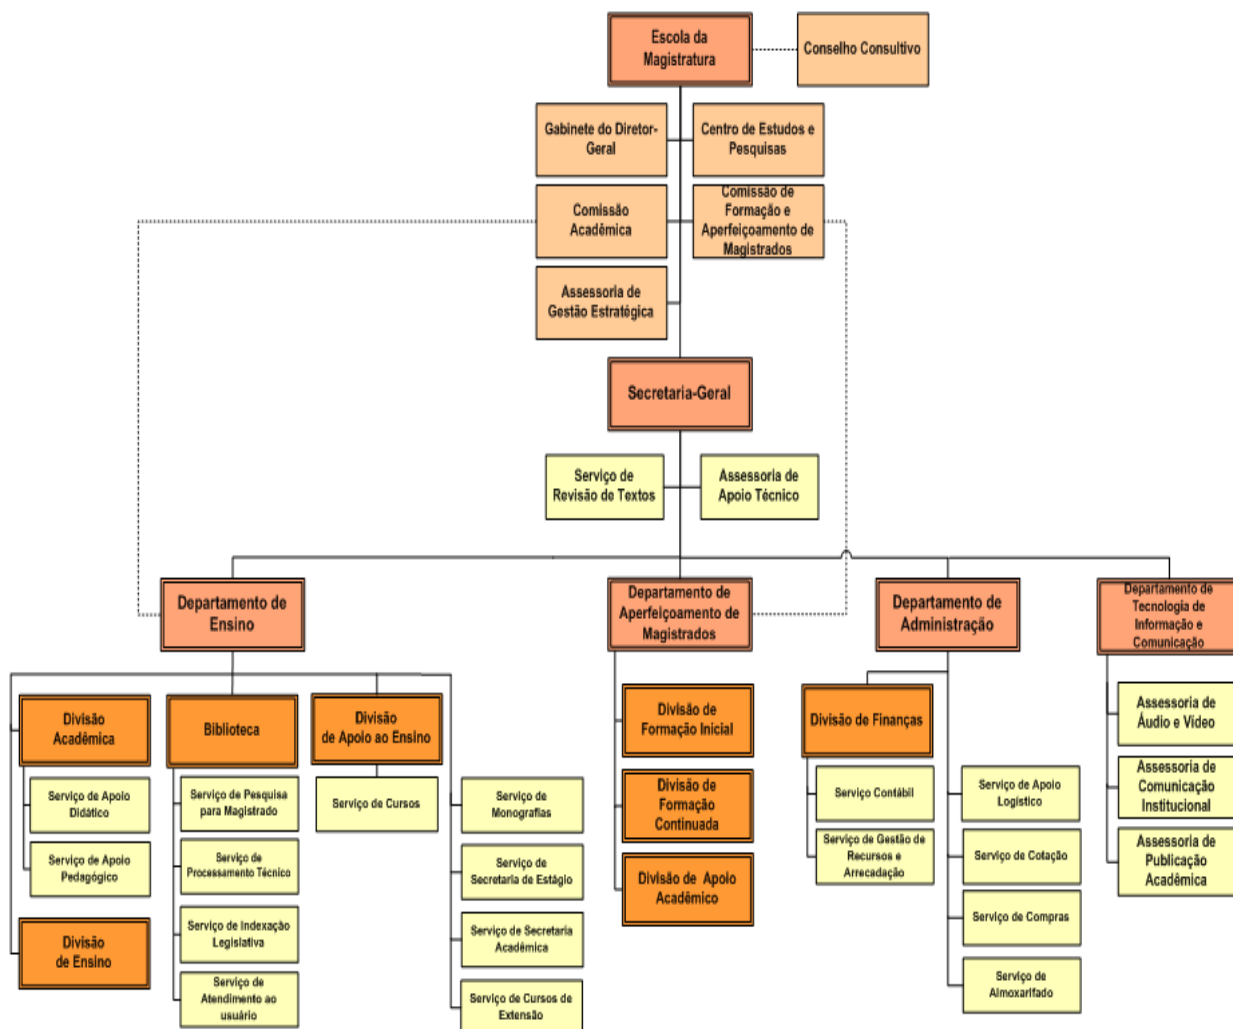 Escola da
Magistratura
Conselho Consultivo
Gabinete do Diretor-
Geral
Centro de Estudos e
Pesquisas
Comissão
Acadêmica
Comissão de
Formação e
Aperfeiçoamento de
Magistrados
Assessoria de
Gestão Estratégica
Secretaria-Geral
Serviço de
Revisão de Textos
Assessoria de
Apoio Técnico
Departamento de
Ensino
Departamento de
Aperfeiçoamento de
Magistrados
Departamento de
Administração
Departamento de
Tecnologia de
Informação e
Comunicação
Divisão
Acadêmica
Serviço de Apoio
Didático
Serviço de Apoio
Pedagógico
Divisão
de Ensino
Biblioteca
Serviço de Pesquisa
para Magistrado
Serviço de
Processamento Técnico
Serviço de Indexação
Legislativa
Serviço de
Atendimento ao
usuário
Divisão
de Apoio ao Ensino
Serviço de Cursos
Serviço de
Monografias
Serviço de
Secretaria de Estágio
Serviço de Secretaria
Acadêmica
Serviço de Cursos de
Extensão
Divisão de
Formação Inicial
Divisão de
Formação
Continuada
Divisão de Apoio
Acadêmico
Divisão de Finanças
Serviço Contábil
Serviço de Gestão de
Recursos e
Arrecadação
Serviço de Apoio
Logístico
Serviço de Cotação
Serviço de Compras
Serviço de
Almoxarifado
Assessoria de
Áudio e Vídeo
Assessoria de
Comunicação
Institucional
Assessoria de
Publicação
Acadêmica